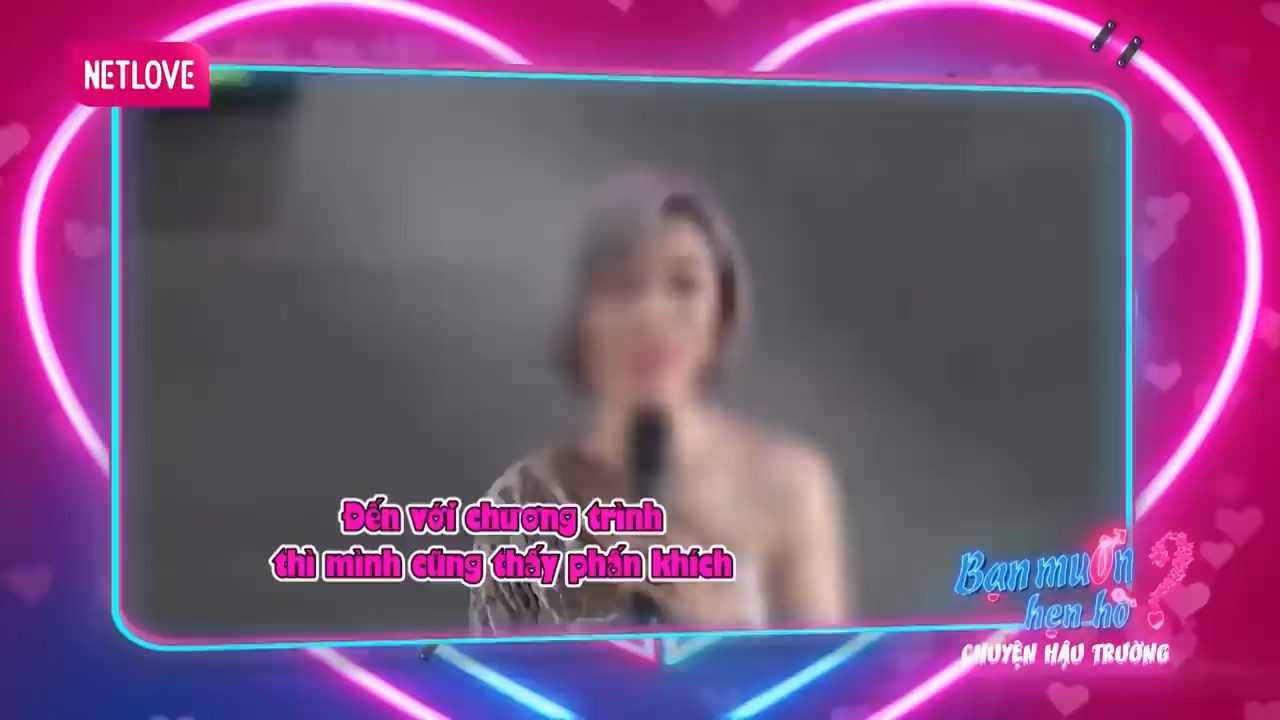 NETLOVE
Đến với chương trình
thì mình cũng thấy phấn khích
Bạn muốn
hẹn hò
?
CHUYỆN HẬU TRƯỜNG